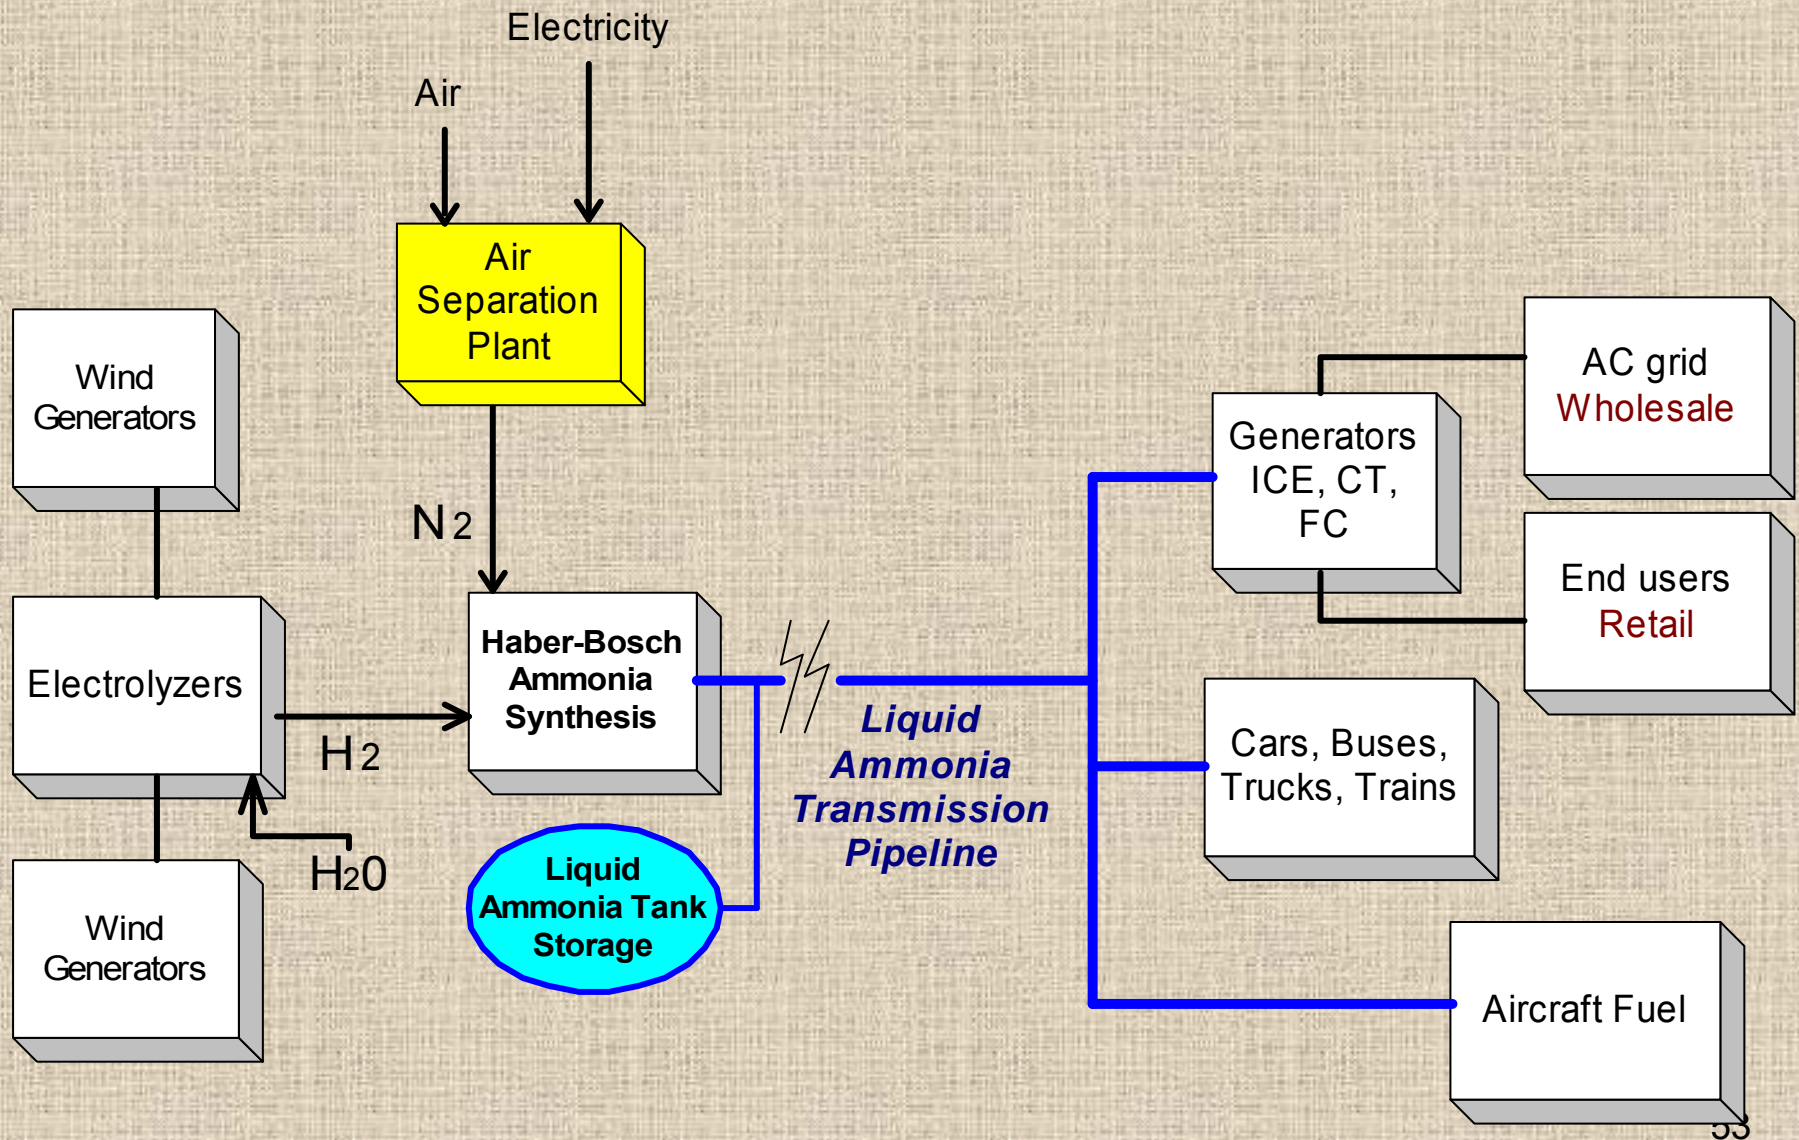 Electricity
Air
Air
Separation
Plant
Wind
Generators
N2
Electrolyzers
H2
H20
Wind
Generators
Haber-Bosch
Ammonia
Synthesis
Liquid
Ammonia Tank
Storage
Liquid
Ammonia
Transmission
Pipeline
Generators
ICE, CT,
FC
AC grid
Wholesale
End users
Retail
Cars, Buses,
Trucks, Trains
Aircraft Fuel
53